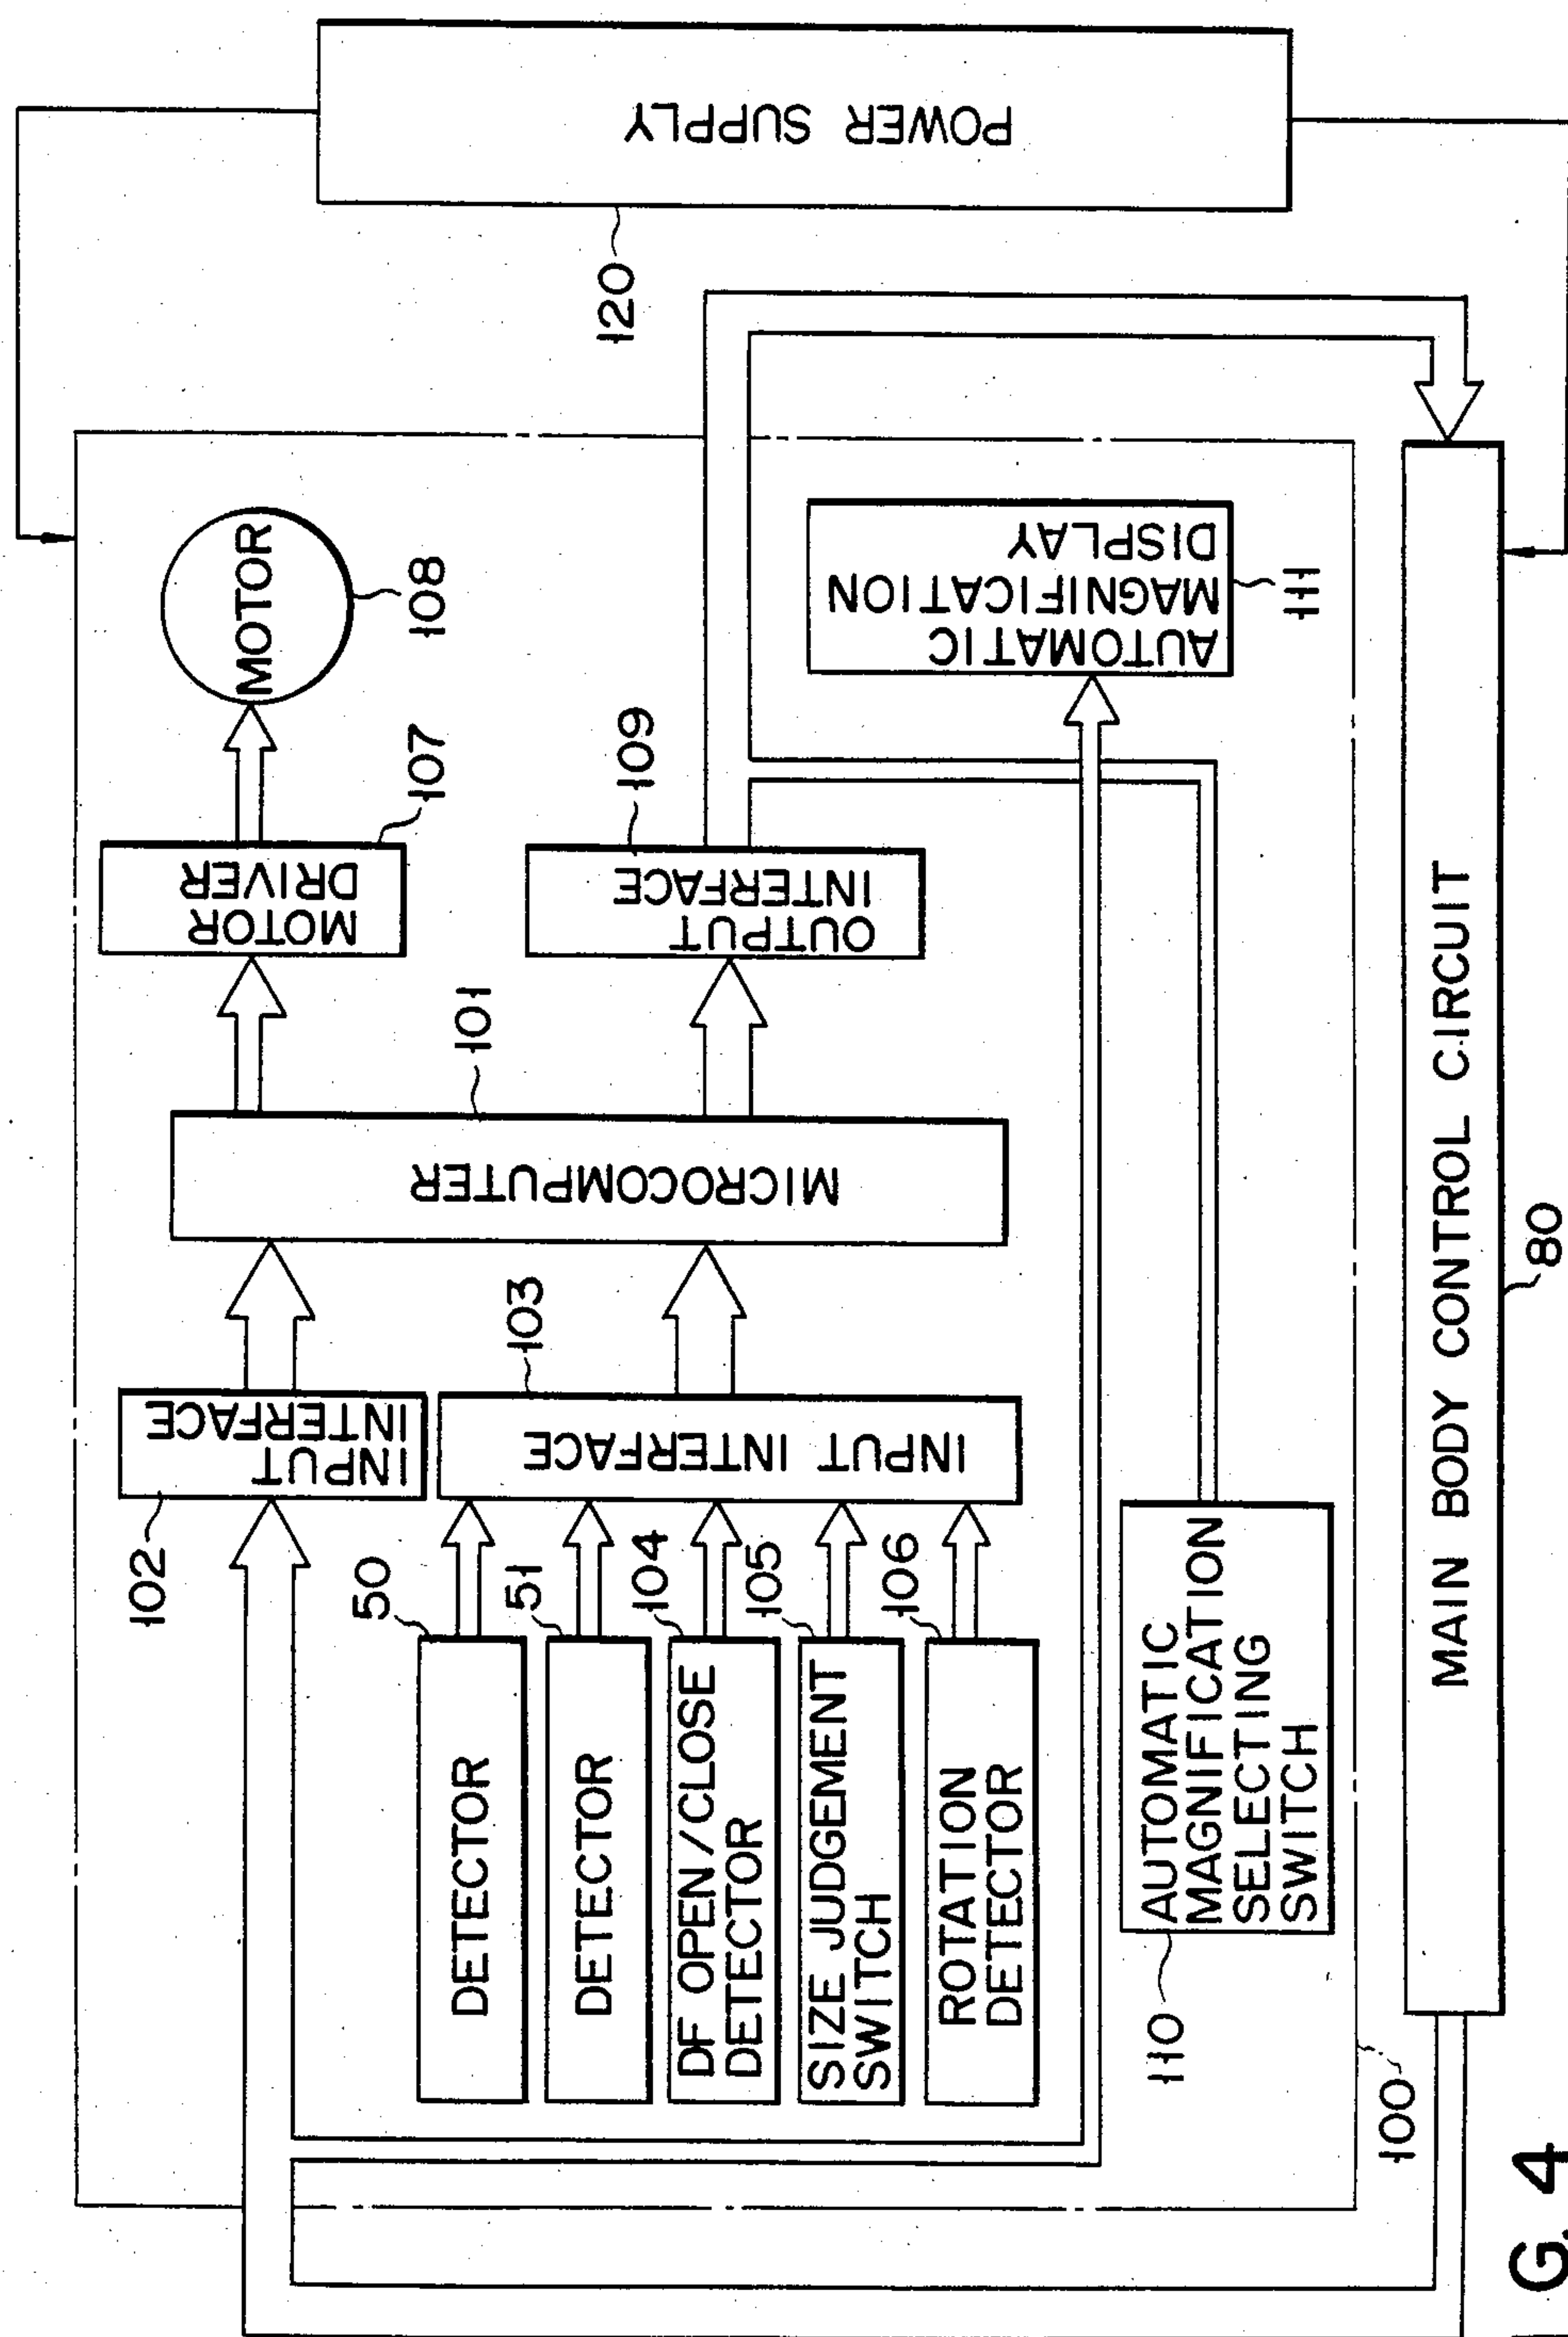 POWER SUPPLY
120
MOTOR
108
MOTOR
DRIVER
107
OUTPUT
INTERFACE
109
AUTOMATIC
MAGNIFICATION
DISPLAY
111
MICROCOMPUTER
101
INPUT
INTERFACE
102
INPUT INTERFACE
103
DETECTOR
50
DETECTOR
51
DF OPEN/CLOSE
DETECTOR
104
SIZE JUDGEMENT
SWITCH
105
ROTATION
DETECTOR
106
AUTOMATIC
MAGNIFICATION
SELECTING
SWITCH
110
MAIN BODY CONTROL CIRCUIT
80
100
G. 4